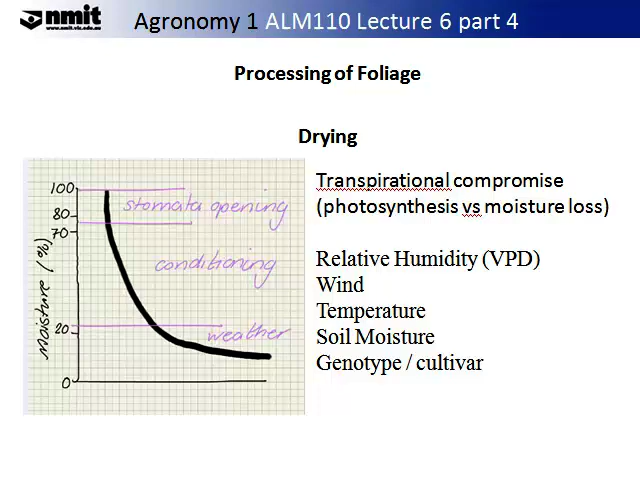 nmit
www.nmit.vic.edu.au
Agronomy 1 ALM110 Lecture 6 part 4
Processing of Foliage
Drying
100
80
70
20
0
Moisture (%)
stomata opening
conditioning
weather
Transpirational compromise
(photosynthesis vs moisture loss)
Relative Humidity (VPD)
Wind
Temperature
Soil Moisture
Genotype / cultivar